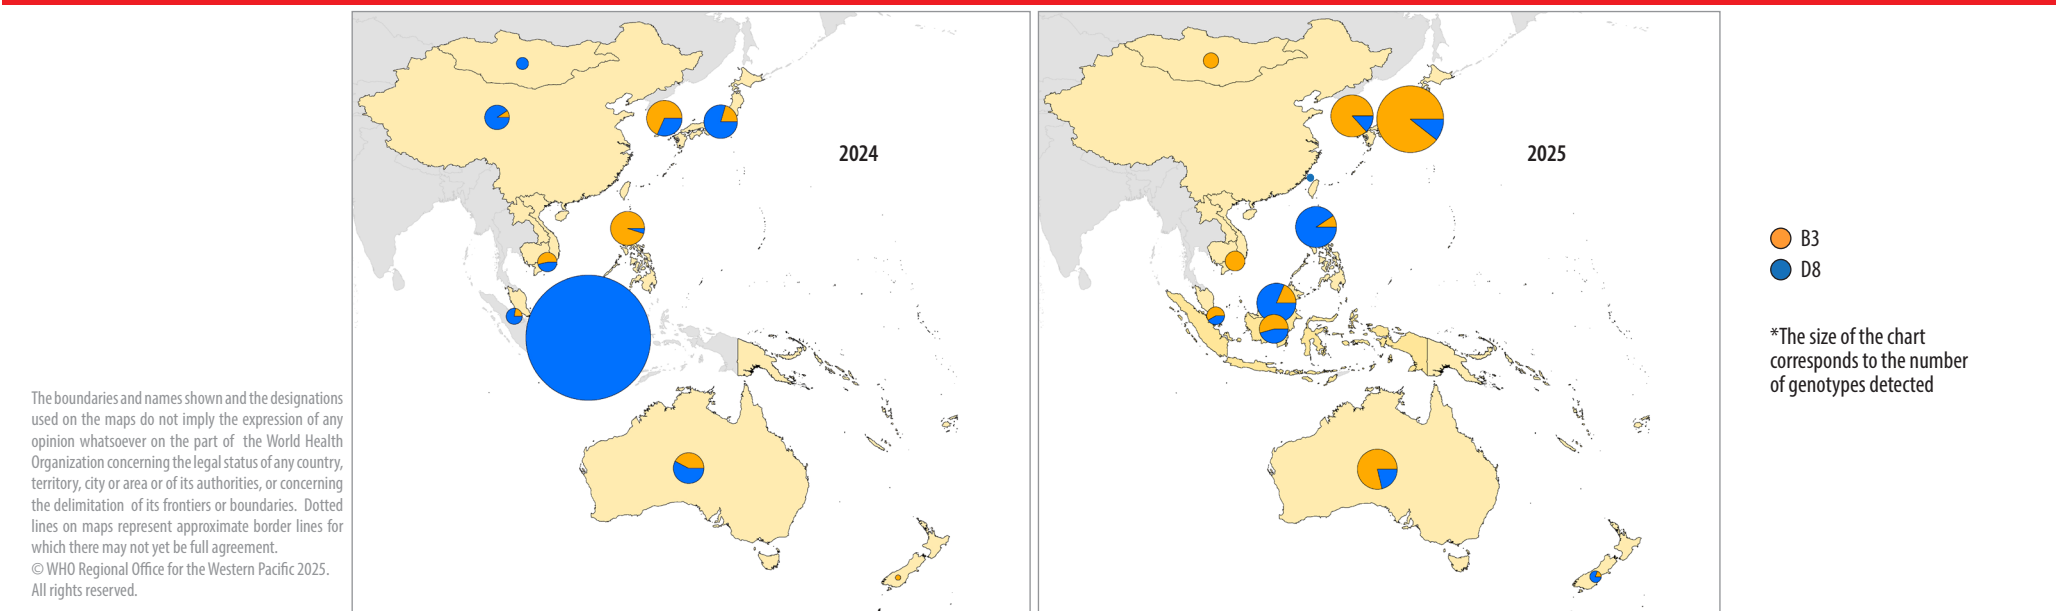 2024
2025
B3
D8
*The size of the chart
corresponds to the number
of genotypes detected
The boundaries and names shown and the designations
used on the maps do not imply the expression of any
opinion whatsoever on the part of the World Health
Organization concerning the legal status of any country,
territory, city or area or of its authorities, or concerning
the delimitation of its frontiers or boundaries. Dotted
lines on maps represent approximate border lines for
which there may not yet be full agreement.
© WHO Regional Office for the Western Pacific 2025.
All rights reserved.